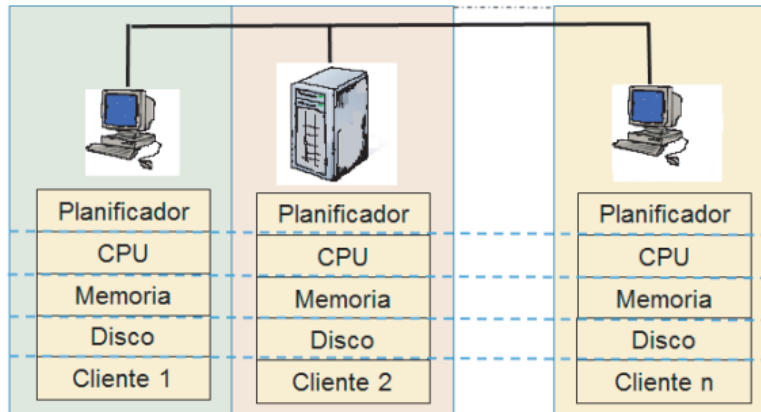 Planificador
CPU
Memoria
Disco
Cliente 1
Planificador
CPU
Memoria
Disco
Cliente 2
Planificador
CPU
Memoria
Disco
Cliente n